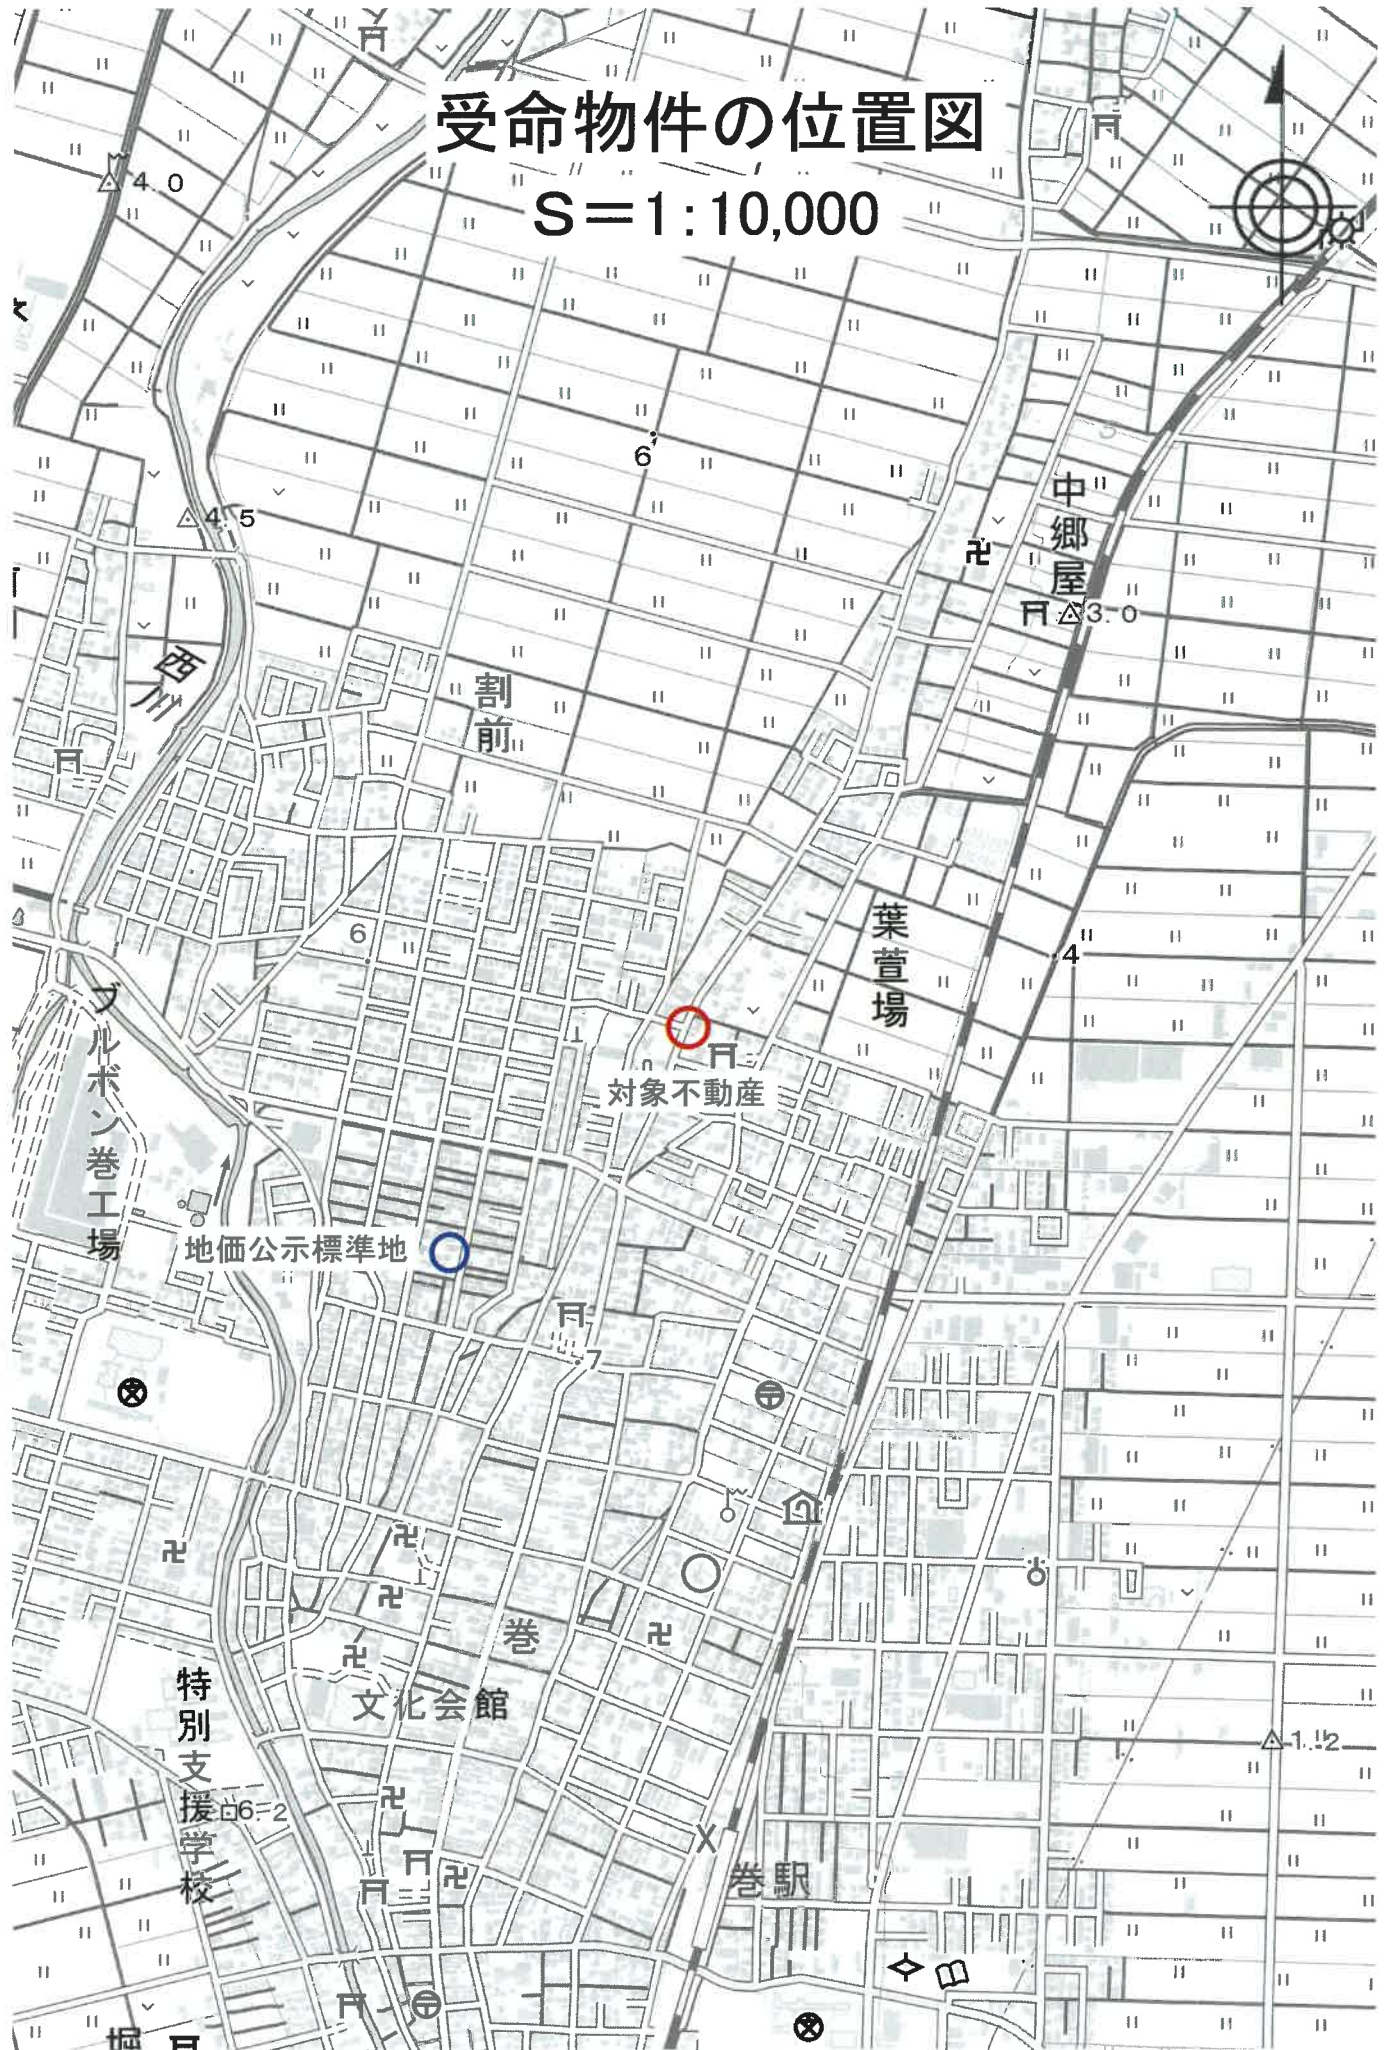 受命物件の位置図
S＝1:10,000
4.0
6
4.5
中郷屋
3.0
西川
割前
葉萱場
6
4
ブルボン巻工場
対象不動産
地価公示標準地
7
巻
文化会館
特別支援学校
6.2
1.2
巻駅
堀